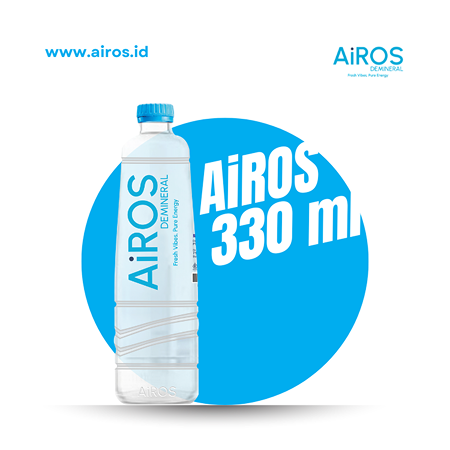 www.airos.id
AiROS
DEMINERAL
Fresh Vibes. Pure Energy
AiROS
DEMINERAL
Fresh Vibes. Pure Energy
AiROS
AiROS
330 ml